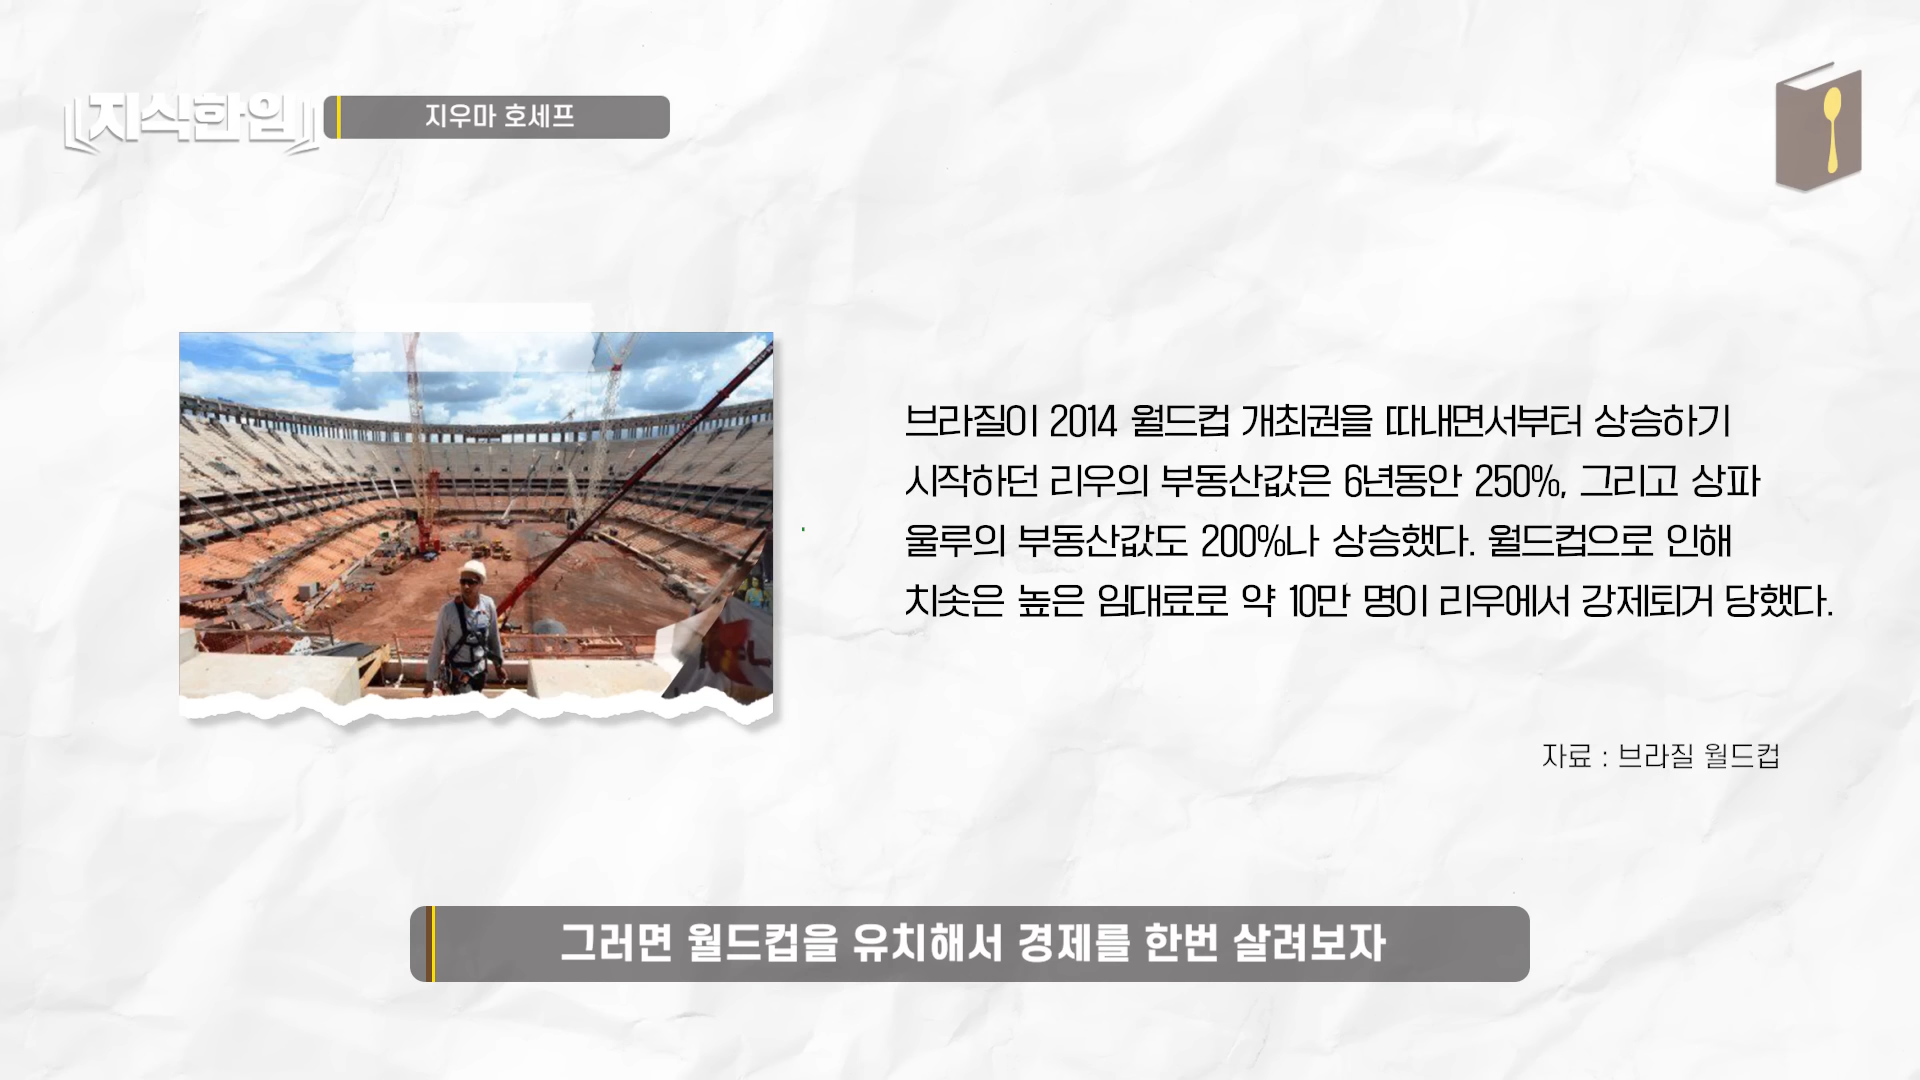 지식한입
지우마 호세프
브라질이 2014 월드컵 개최권을 따내면서부터 상승하기
시작하던 리우의 부동산값은 6년동안 250%, 그리고 상파
울루의 부동산값도 200%나 상승했다. 월드컵으로 인해
치솟은 높은 임대료로 약 10만 명이 리우에서 강제퇴거 당했다.
자료 : 브라질 월드컵
그러면 월드컵을 유치해서 경제를 한번 살려보자